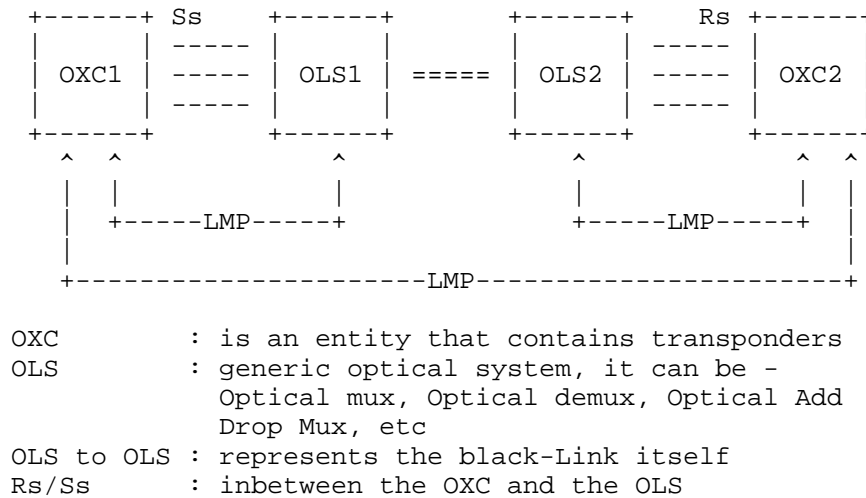 +------+ Ss    +------+       +------+    Rs +------+
|      | ----- |      |       |      | ----- |      |
| OXC1 | ----- | OLS1 | ===== | OLS2 | ----- | OXC2 |
|      | ----- |      |       |      | ----- |      |
+------+       +------+       +------+       +------+
  ^  ^             ^              ^             ^  ^
  |  |             |              |             |  |
  |  +-----LMP-----+              +-----LMP-----+  |
  |                                                |
  +----------------------LMP-----------------------+
OXC        : is an entity that contains transponders
OLS        : generic optical system, it can be -
Optical mux, Optical demux, Optical Add
Drop Mux, etc
OLS to OLS : represents the black-Link itself
Rs/Ss      : inbetween the OXC and the OLS